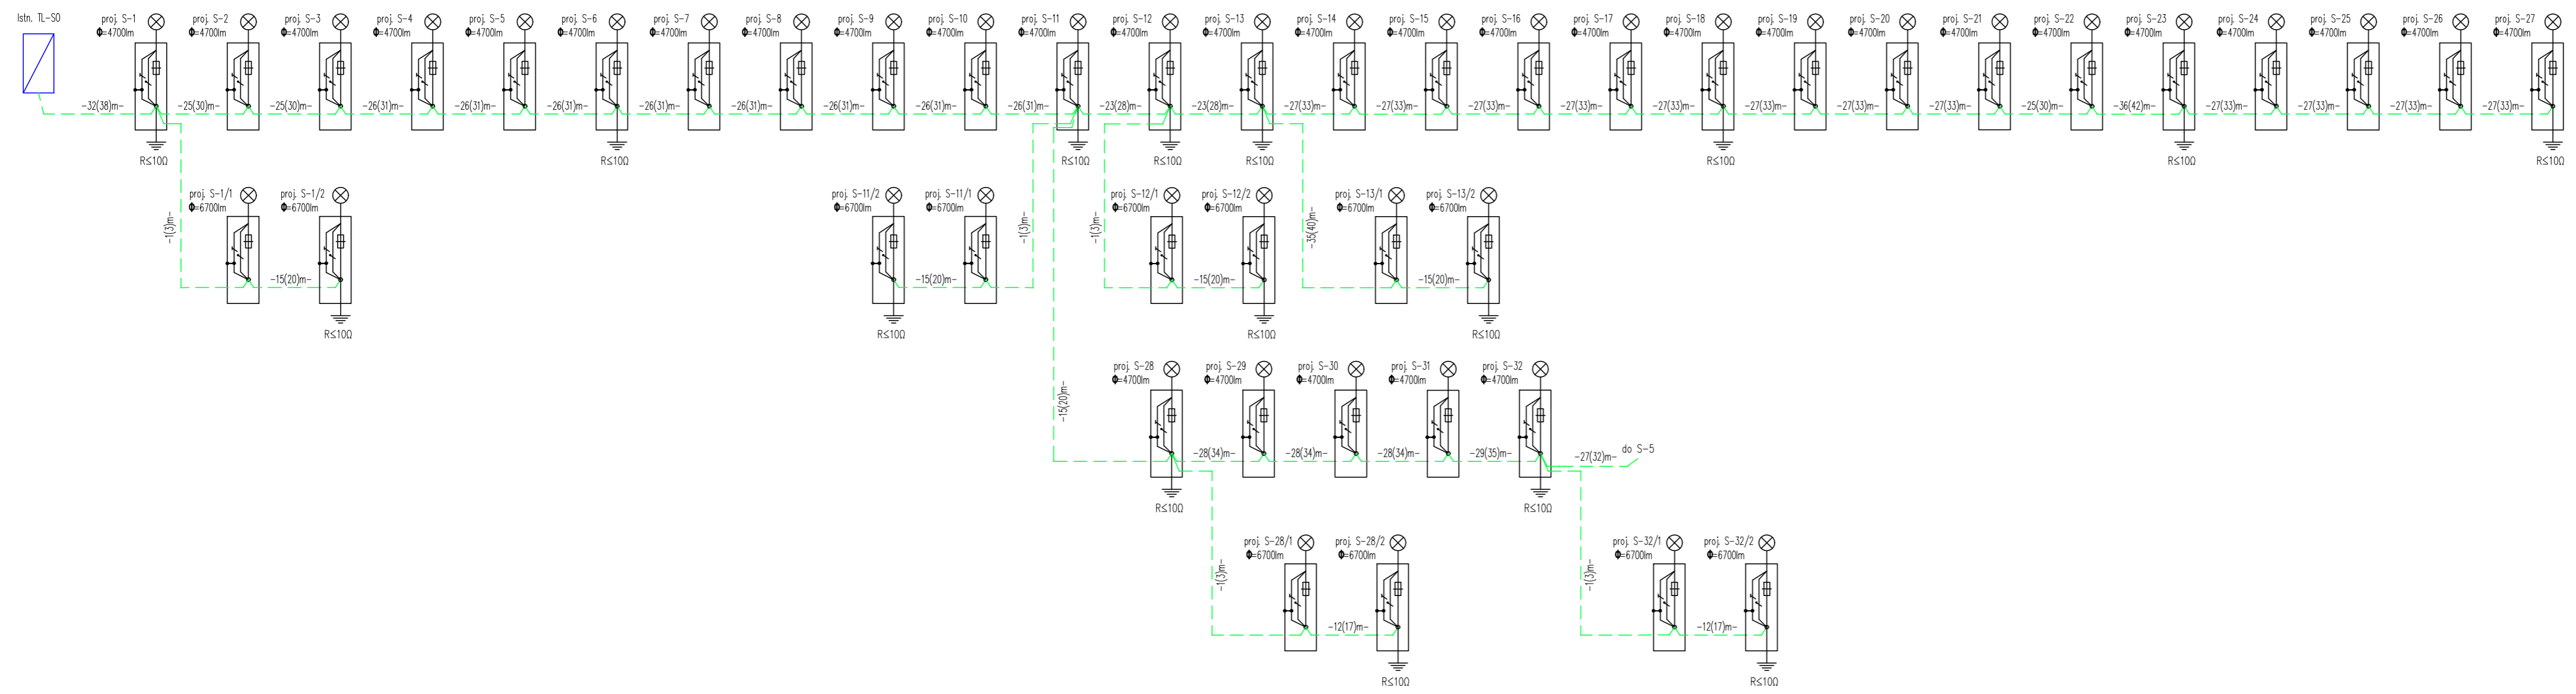 Istn. TL-SO
proj. S-1
Φ=4700lm
proj. S-2
Φ=4700lm
proj. S-3
Φ=4700lm
proj. S-4
Φ=4700lm
proj. S-5
Φ=4700lm
proj. S-6
Φ=4700lm
proj. S-7
Φ=4700lm
proj. S-8
Φ=4700lm
proj. S-9
Φ=4700lm
proj. S-10
Φ=4700lm
proj. S-11
Φ=4700lm
proj. S-12
Φ=4700lm
proj. S-13
Φ=4700lm
proj. S-14
Φ=4700lm
proj. S-15
Φ=4700lm
proj. S-16
Φ=4700lm
proj. S-17
Φ=4700lm
proj. S-18
Φ=4700lm
proj. S-19
Φ=4700lm
proj. S-20
Φ=4700lm
proj. S-21
Φ=4700lm
proj. S-22
Φ=4700lm
proj. S-23
Φ=4700lm
proj. S-24
Φ=4700lm
proj. S-25
Φ=4700lm
proj. S-26
Φ=4700lm
proj. S-27
Φ=4700lm
-32(38)m-
-25(30)m-
-25(30)m-
-26(31)m-
-26(31)m-
-26(31)m-
-26(31)m-
-26(31)m-
-26(31)m-
-26(31)m-
-26(31)m-
-23(28)m-
-23(28)m-
-27(33)m-
-27(33)m-
-27(33)m-
-27(33)m-
-27(33)m-
-27(33)m-
-27(33)m-
-27(33)m-
-25(30)m-
-36(42)m-
-27(33)m-
-27(33)m-
-27(33)m-
-27(33)m-
R≤10Ω
R≤10Ω
R≤10Ω
R≤10Ω
R≤10Ω
R≤10Ω
R≤10Ω
R≤10Ω
proj. S-1/1
Φ=6700lm
proj. S-1/2
Φ=6700lm
proj. S-11/2
Φ=6700lm
proj. S-11/1
Φ=6700lm
proj. S-12/1
Φ=6700lm
proj. S-12/2
Φ=6700lm
proj. S-13/1
Φ=6700lm
proj. S-13/2
Φ=6700lm
-1(3)m-
-1(3)m-
-1(3)m-
-35(40)m-
-15(20)m-
-15(20)m-
-15(20)m-
-15(20)m-
R≤10Ω
R≤10Ω
R≤10Ω
R≤10Ω
proj. S-28
Φ=4700lm
proj. S-29
Φ=4700lm
proj. S-30
Φ=4700lm
proj. S-31
Φ=4700lm
proj. S-32
Φ=4700lm
-15(20)m-
-28(34)m-
-28(34)m-
-28(34)m-
-29(35)m-
-27(32)m-
do S-5
R≤10Ω
R≤10Ω
proj. S-28/1
Φ=6700lm
proj. S-28/2
Φ=6700lm
proj. S-32/1
Φ=6700lm
proj. S-32/2
Φ=6700lm
-1(3)m-
-1(3)m-
-12(17)m-
-12(17)m-
R≤10Ω
R≤10Ω